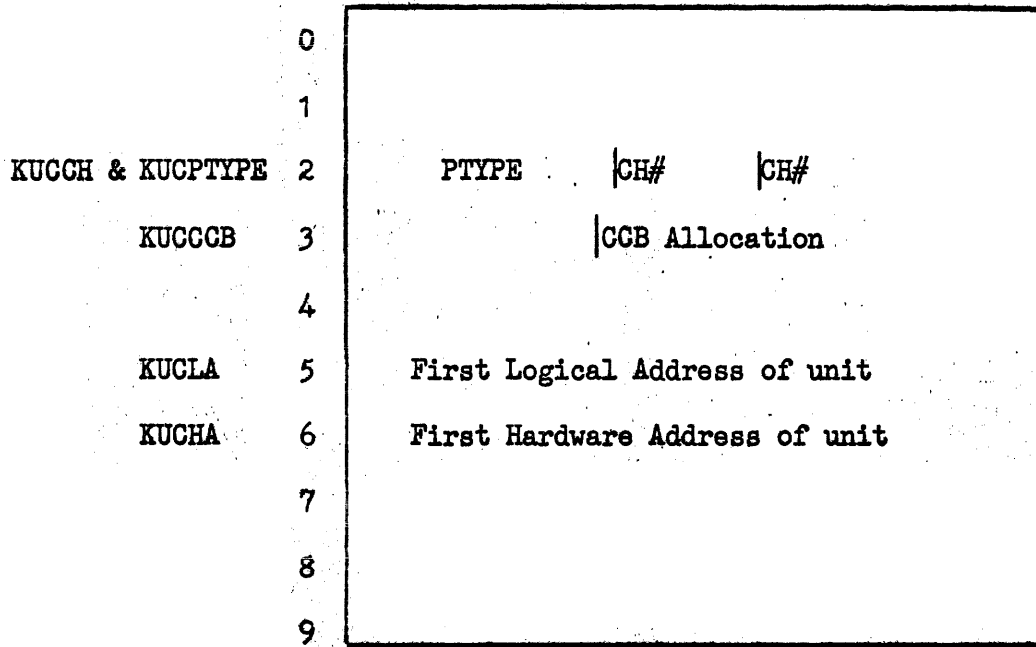 0
1
KUCCH & KUCPTYPE 2 PTYPE |CH# |CH#
KUCCCB 3 |CCB Allocation
4
KUCLA 5 First Logical Address of unit
KUCHA 6 First Hardware Address of unit
7
8
9